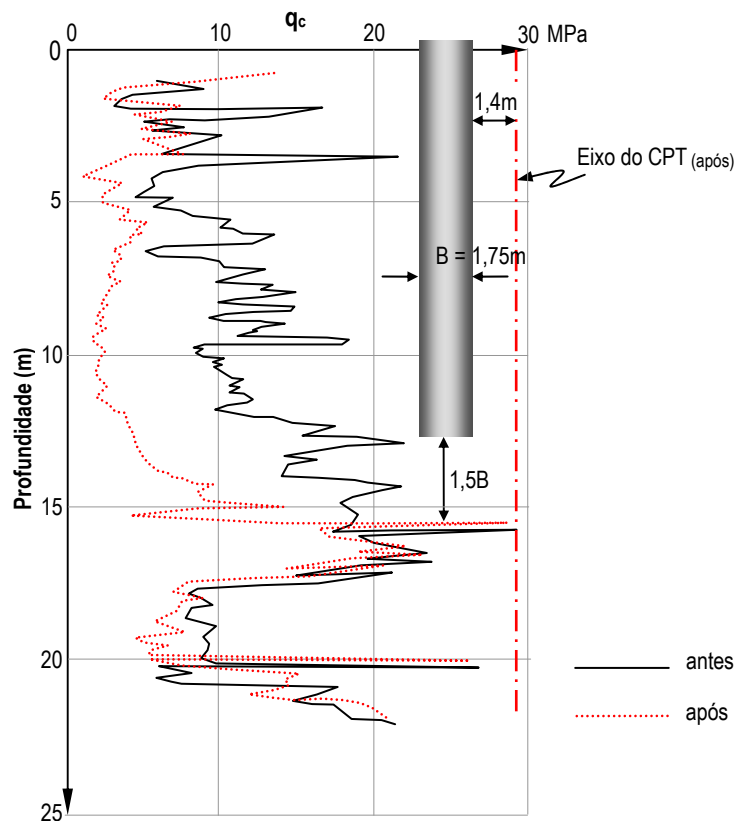 qc
0
10
20
30 MPa
0
1,4m
Eixo do CPT (após)
5
B = 1,75m
10
Profundidade (m)
1,5B
15
20
antes
após
25